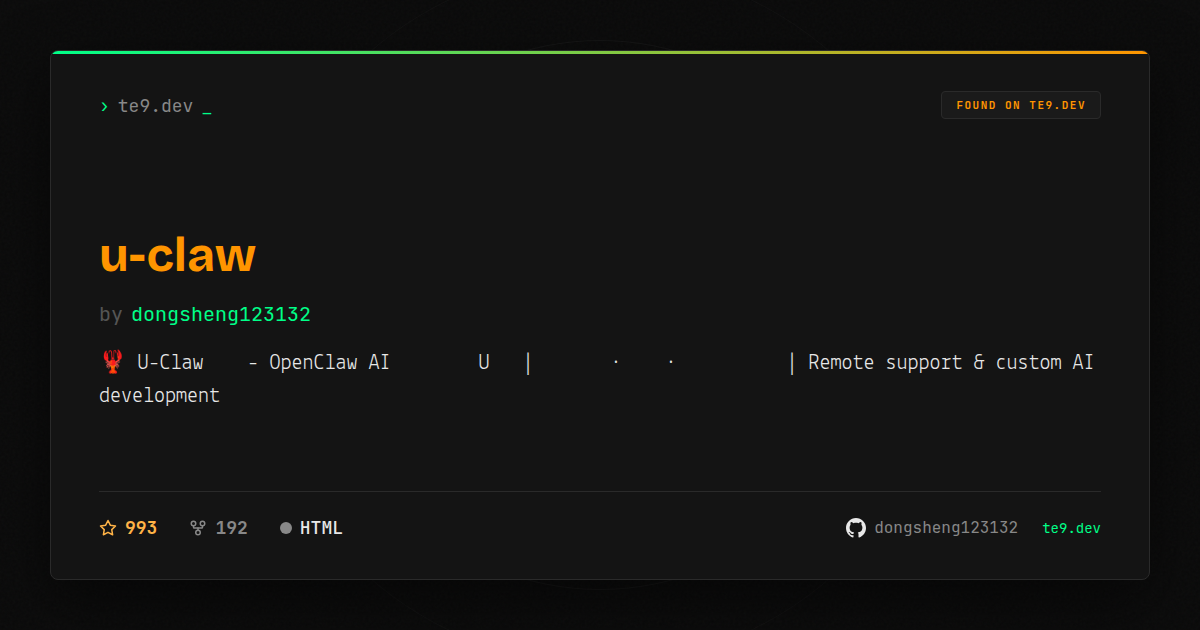 › te9.dev _
FOUND ON TE9.DEV
u-claw
by dongsheng123132
🦞 U-Claw - OpenClaw AI U | · · | Remote support & custom AI
development
993 192 HTML
dongsheng123132 te9.dev